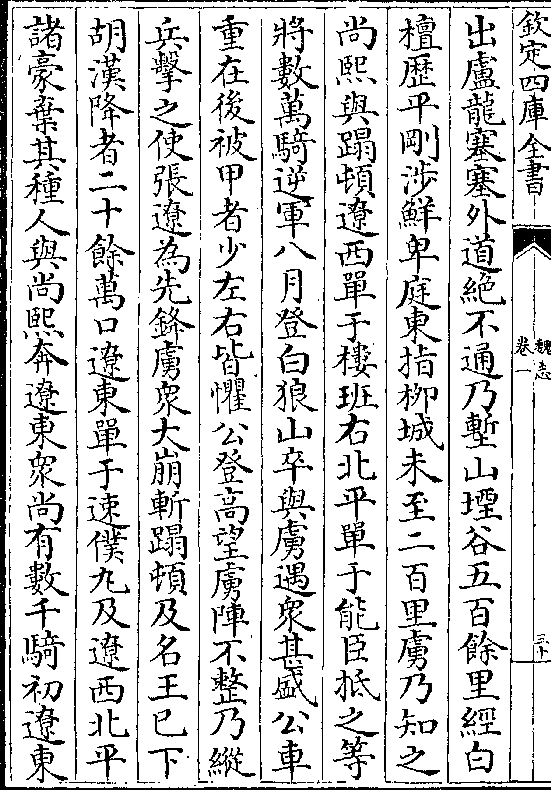 欽定四庫全書
魏志
卷一
三十
出盧龍塞塞外道絶不通乃塹山堙谷五百餘里經白
檀歴平剛涉鮮卑庭東指栁城未至二百里虜乃知之
尚熙與蹋頓遼西單于樓班右北平單于能臣抵之等
將數萬騎逆軍八月登白狼山卒與虜遇衆甚盛公車
重在後被甲者少左右皆懼公登高望虜陣不整乃縱
兵擊之使張遼為先鋒虜衆大崩斬蹋頓及名王已下
胡漢降者二十餘萬口遼東單于速僕丸及遼西北平
諸豪棄其種人與尚熙奔遼東衆尚有數千騎初遼東